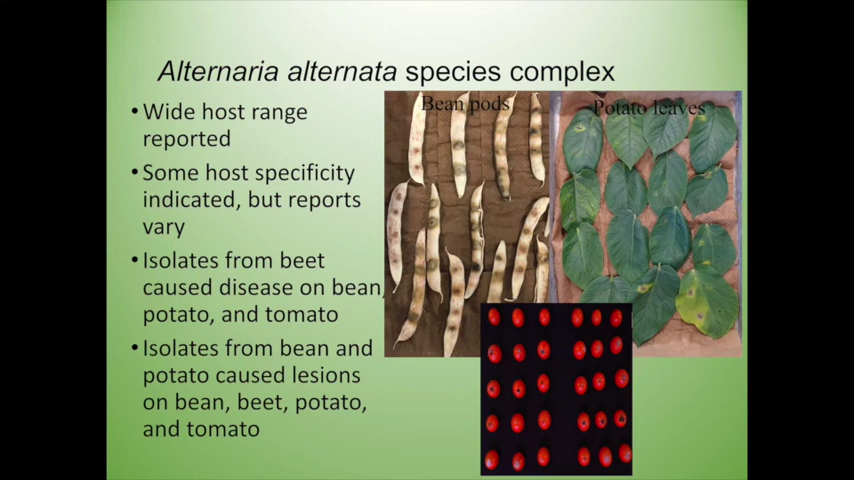 Alternaria alternata species complex
• Wide host range
reported
• Some host specificity
indicated, but reports
vary
• Isolates from beet
caused disease on bean,
potato, and tomato
• Isolates from bean and
potato caused lesions
on bean, beet, potato,
and tomato
Bean pods
Potato leaves